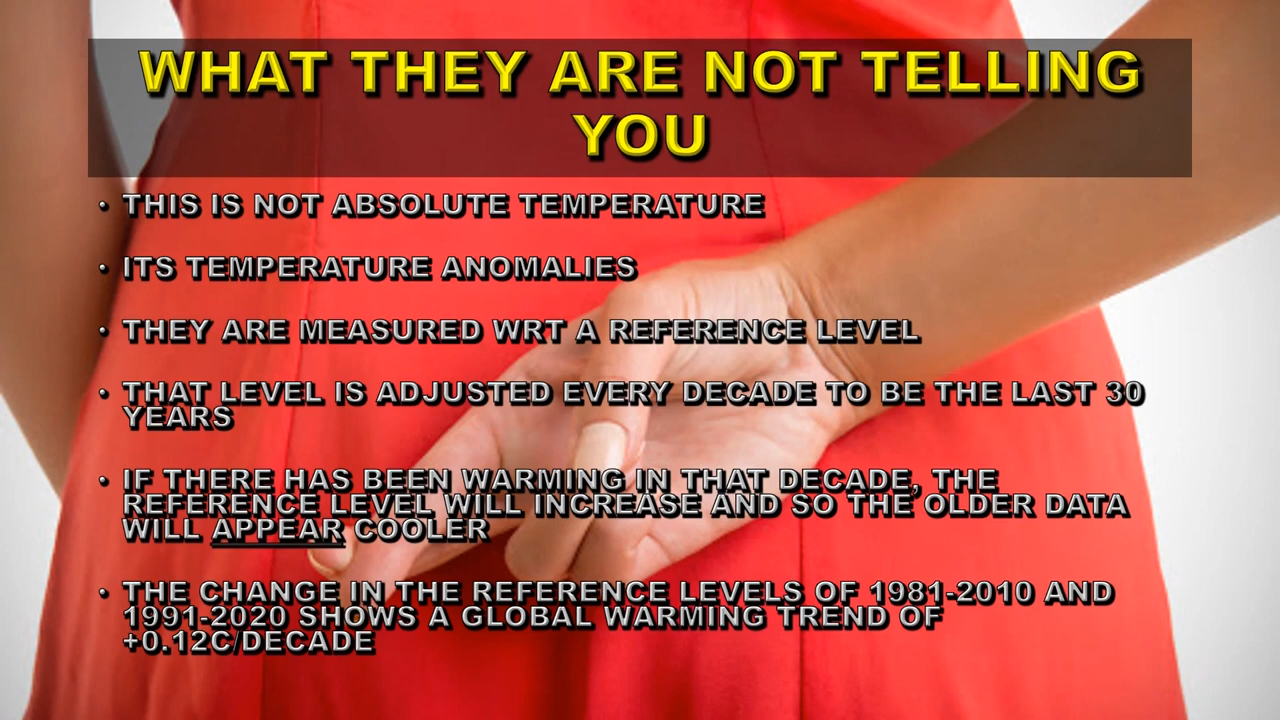 WHAT THEY ARE NOT TELLING
YOU
• THIS IS NOT ABSOLUTE TEMPERATURE
• ITS TEMPERATURE ANOMALIES
• THEY ARE MEASURED WRT A REFERENCE LEVEL
• THAT LEVEL IS ADJUSTED EVERY DECADE TO BE THE LAST 30
YEARS
• IF THERE HAS BEEN WARMING IN THAT DECADE, THE
REFERENCE LEVEL WILL INCREASE AND SO THE OLDER DATA
WILL APPEAR COOLER
• THE CHANGE IN THE REFERENCE LEVELS OF 1981-2010 AND
1991-2020 SHOWS A GLOBAL WARMING TREND OF
+0.12C/DECADE